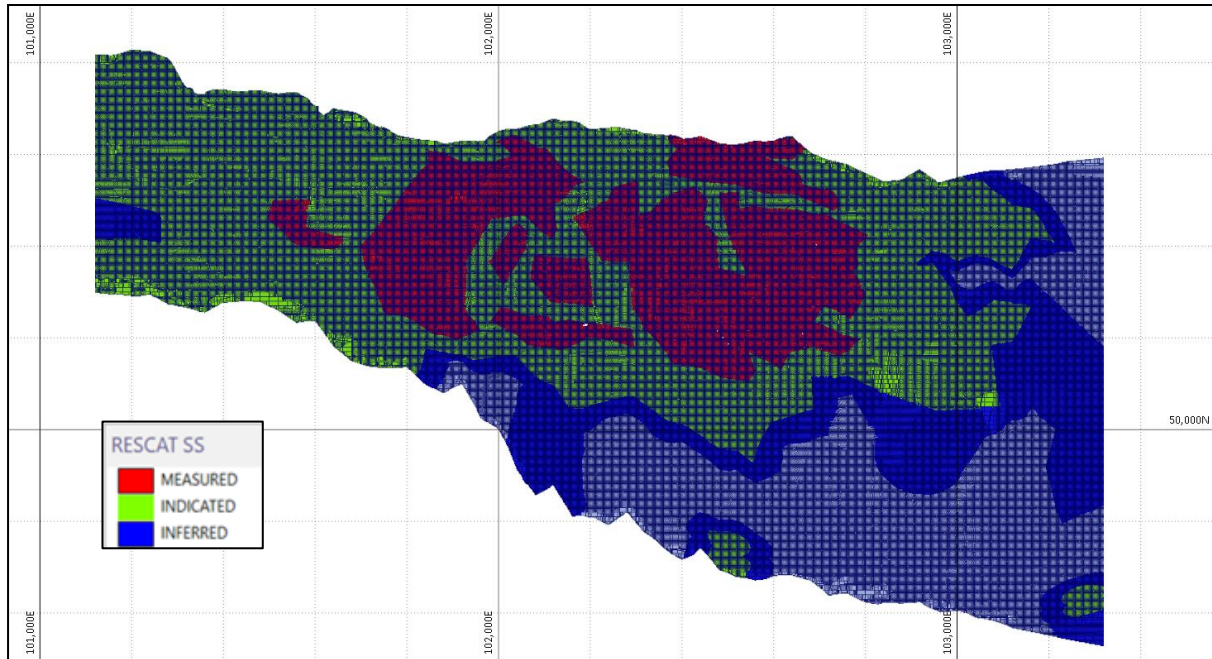 101,000E
102,000E
103,000E
50,000N
RESCAT SS
MEASURED
INDICATED
INFERRED
101,000E
102,000E
103,000E